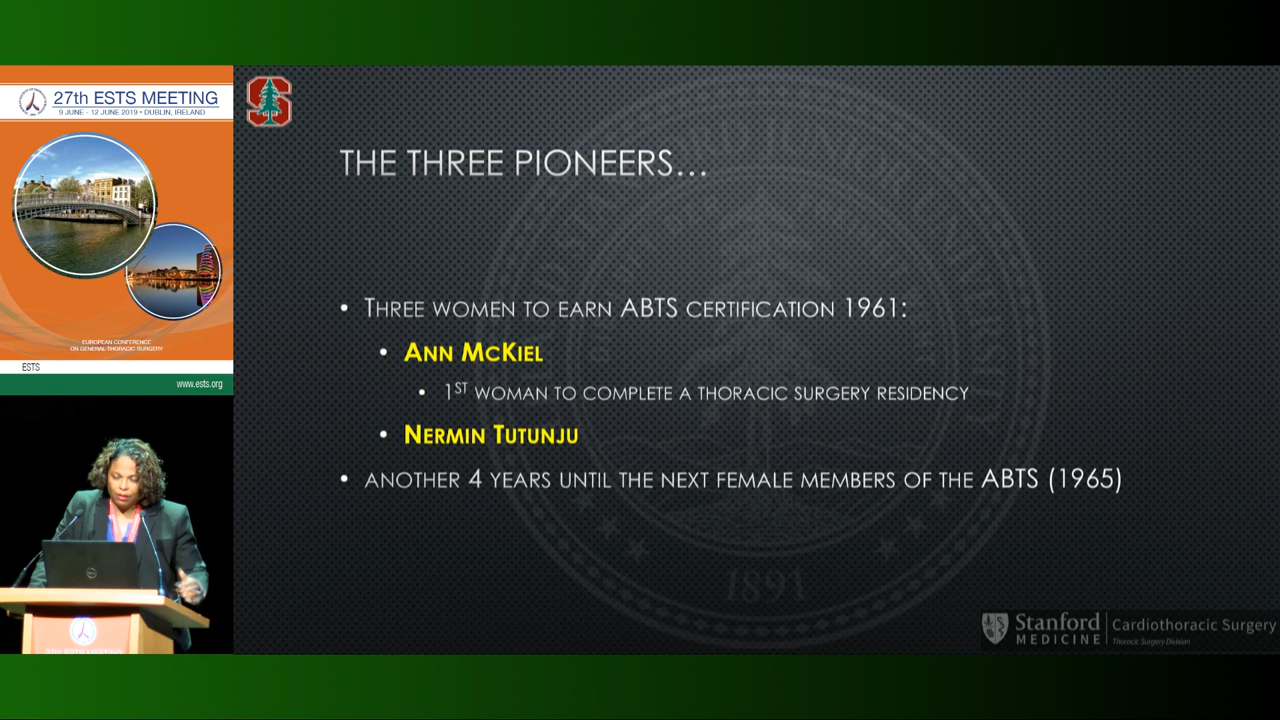 27th ESTS MEETING
9 JUNE - 12 JUNE 2019 • DUBLIN, IRELAND
EUROPEAN CONFERENCE
ON GENERAL THORACIC SURGERY
ESTS
www.ests.org
S
THE THREE PIONEERS...
• THREE WOMEN TO EARN ABTS CERTIFICATION 1961:
• ANN MCKIEL
• 1ST WOMAN TO COMPLETE A THORACIC SURGERY RESIDENCY
• NERMIN TUTUNJU
• ANOTHER 4 YEARS UNTIL THE NEXT FEMALE MEMBERS OF THE ABTS (1965)
1891
Stanford
MEDICINE
Cardiothoracic Surgery
Thoracic Surgery Division
27TH ESTS MEETING